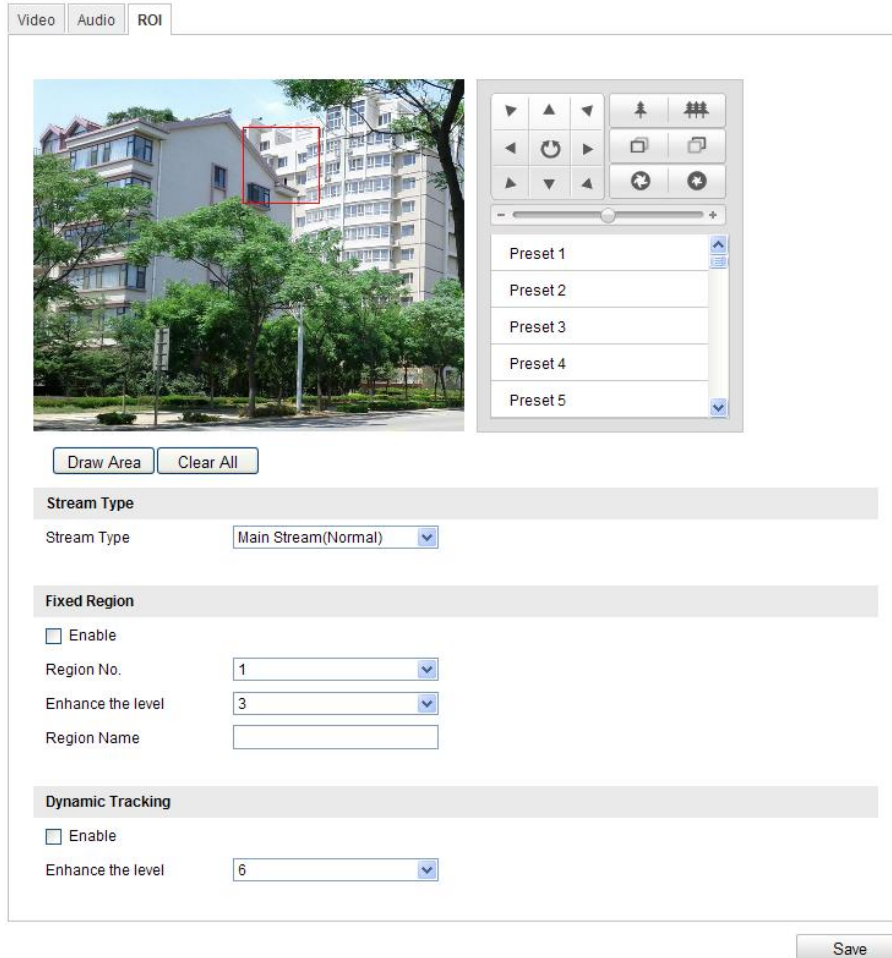 Video Audio ROI
- +
Preset 1
Preset 2
Preset 3
Preset 4
Preset 5
Draw Area Clear All
Stream Type
Stream Type Main Stream(Normal)
Fixed Region
Enable
Region No. 1
Enhance the level 3
Region Name
Dynamic Tracking
Enable
Enhance the level 6
Save